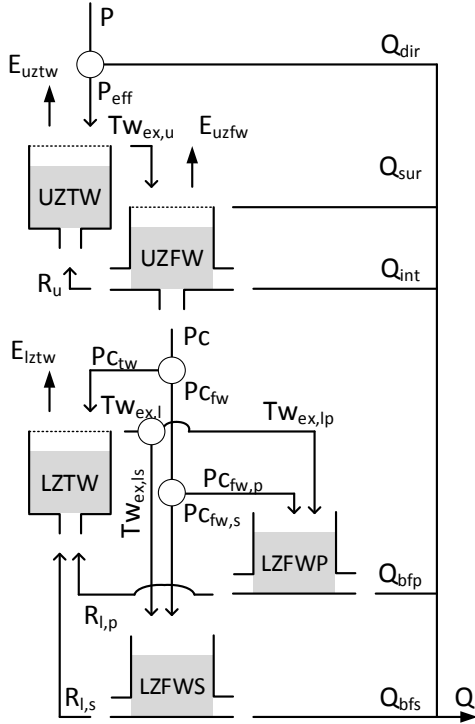 P
Q_dir
E_uztw
P_eff
Tw_ex,u
E_uzfw
UZTW
Q_sur
UZFW
R_u
Q_int
Pc
E_lztw
Pc_tw
Pc_fw
Tw_ex,l
Tw_ex,lp
LZTW
Tw_ex,ls
Pc_fw,p
Pc_fw,s
LZFWP
Q_bfp
R_l,p
LZFWS
R_l,s
Q_bfs
Q